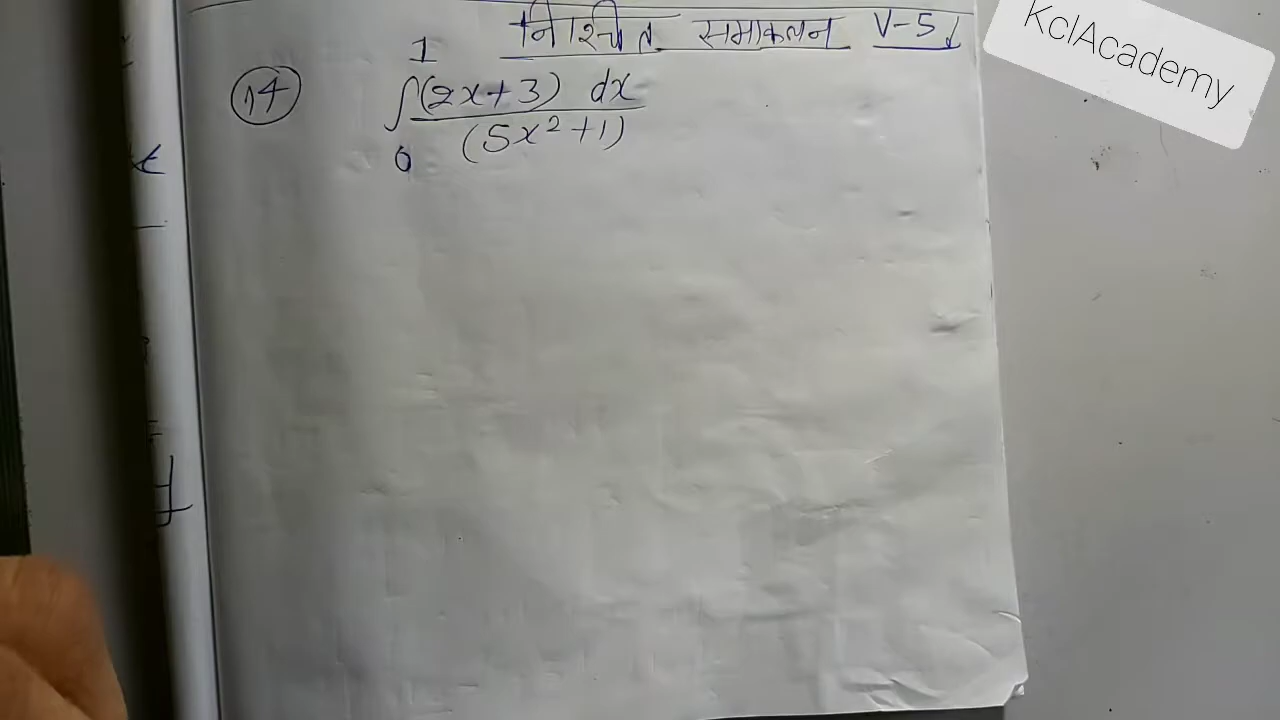 KclAcademy
निश्चीत समाकलन V-5↓
14 1
∫(2x+3) dx
0 (5x²+1)